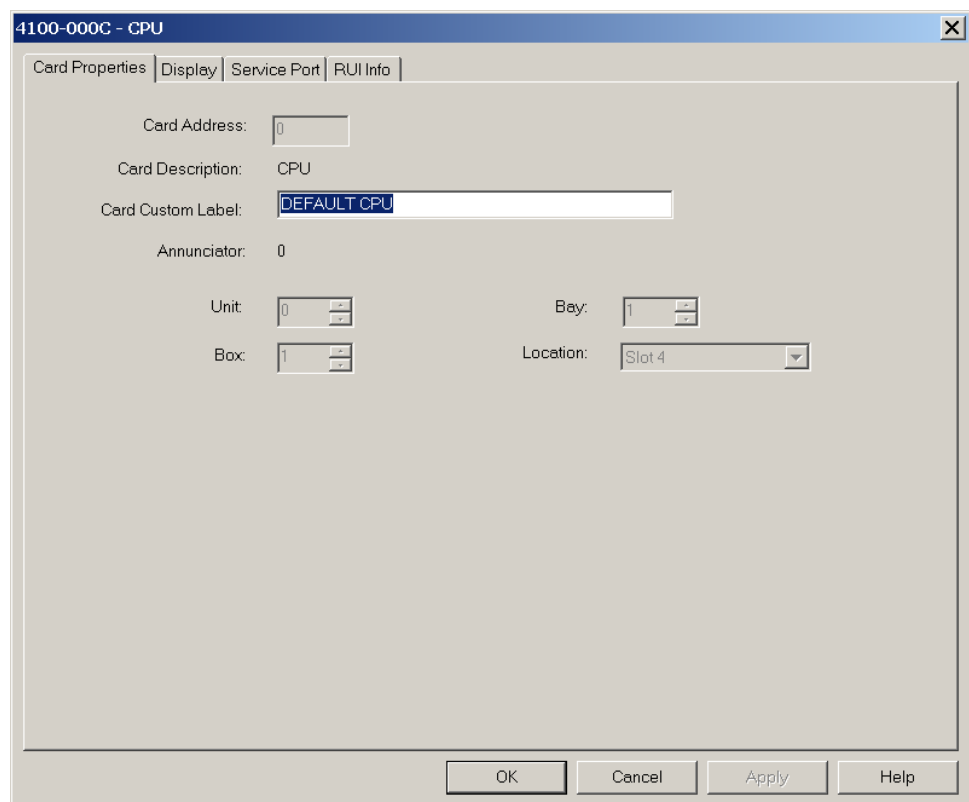 4100-000C - CPU
Card Properties Display Service Port RUI Info
Card Address: 0
Card Description: CPU
Card Custom Label: DEFAULT CPU
Annunciator: 0
Unit: 0 Bay: 1
Box: 1 Location: Slot 4
OK Cancel Apply Help